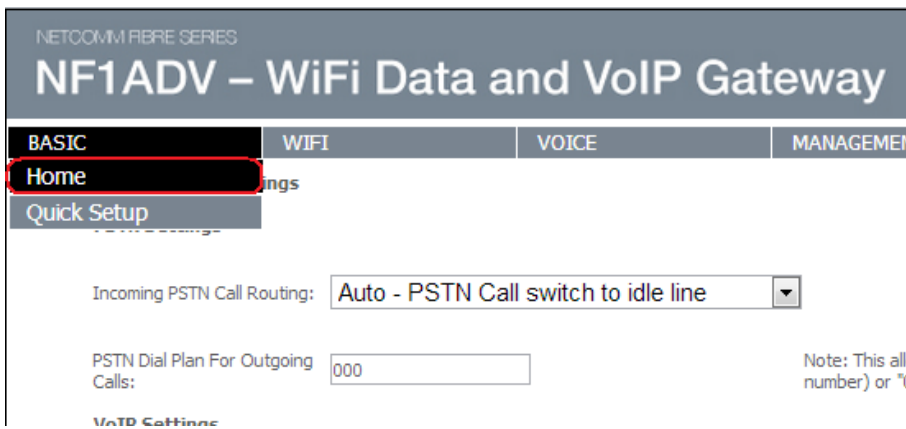 NETCOMM FIBRE SERIES
NF1ADV – WiFi Data and VoIP Gateway
BASIC WIFI VOICE MANAGEMEN
Home
ings
Quick Setup
Incoming PSTN Call Routing: Auto - PSTN Call switch to idle line
PSTN Dial Plan For Outgoing
Calls:
000
Note: This all
number) or "
VoIP Settings